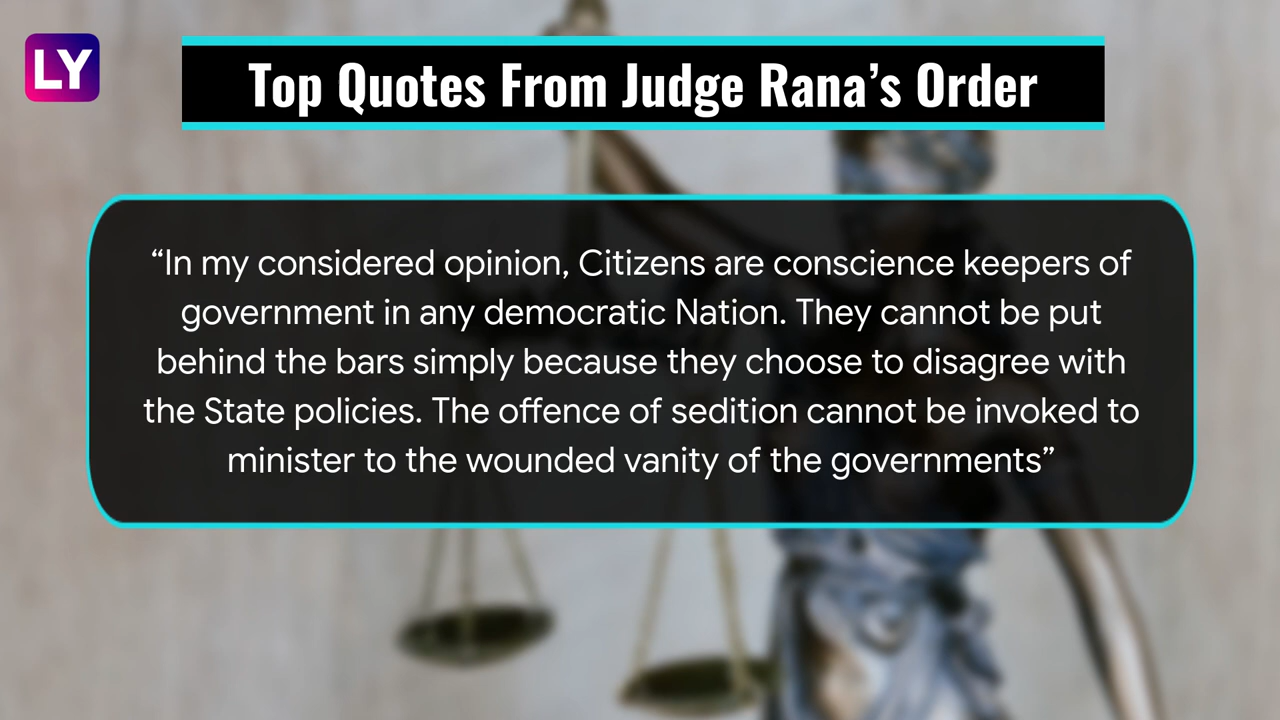 LY
Top Quotes From Judge Rana’s Order
“In my considered opinion, Citizens are conscience keepers of
government in any democratic Nation. They cannot be put
behind the bars simply because they choose to disagree with
the State policies. The offence of sedition cannot be invoked to
minister to the wounded vanity of the governments”